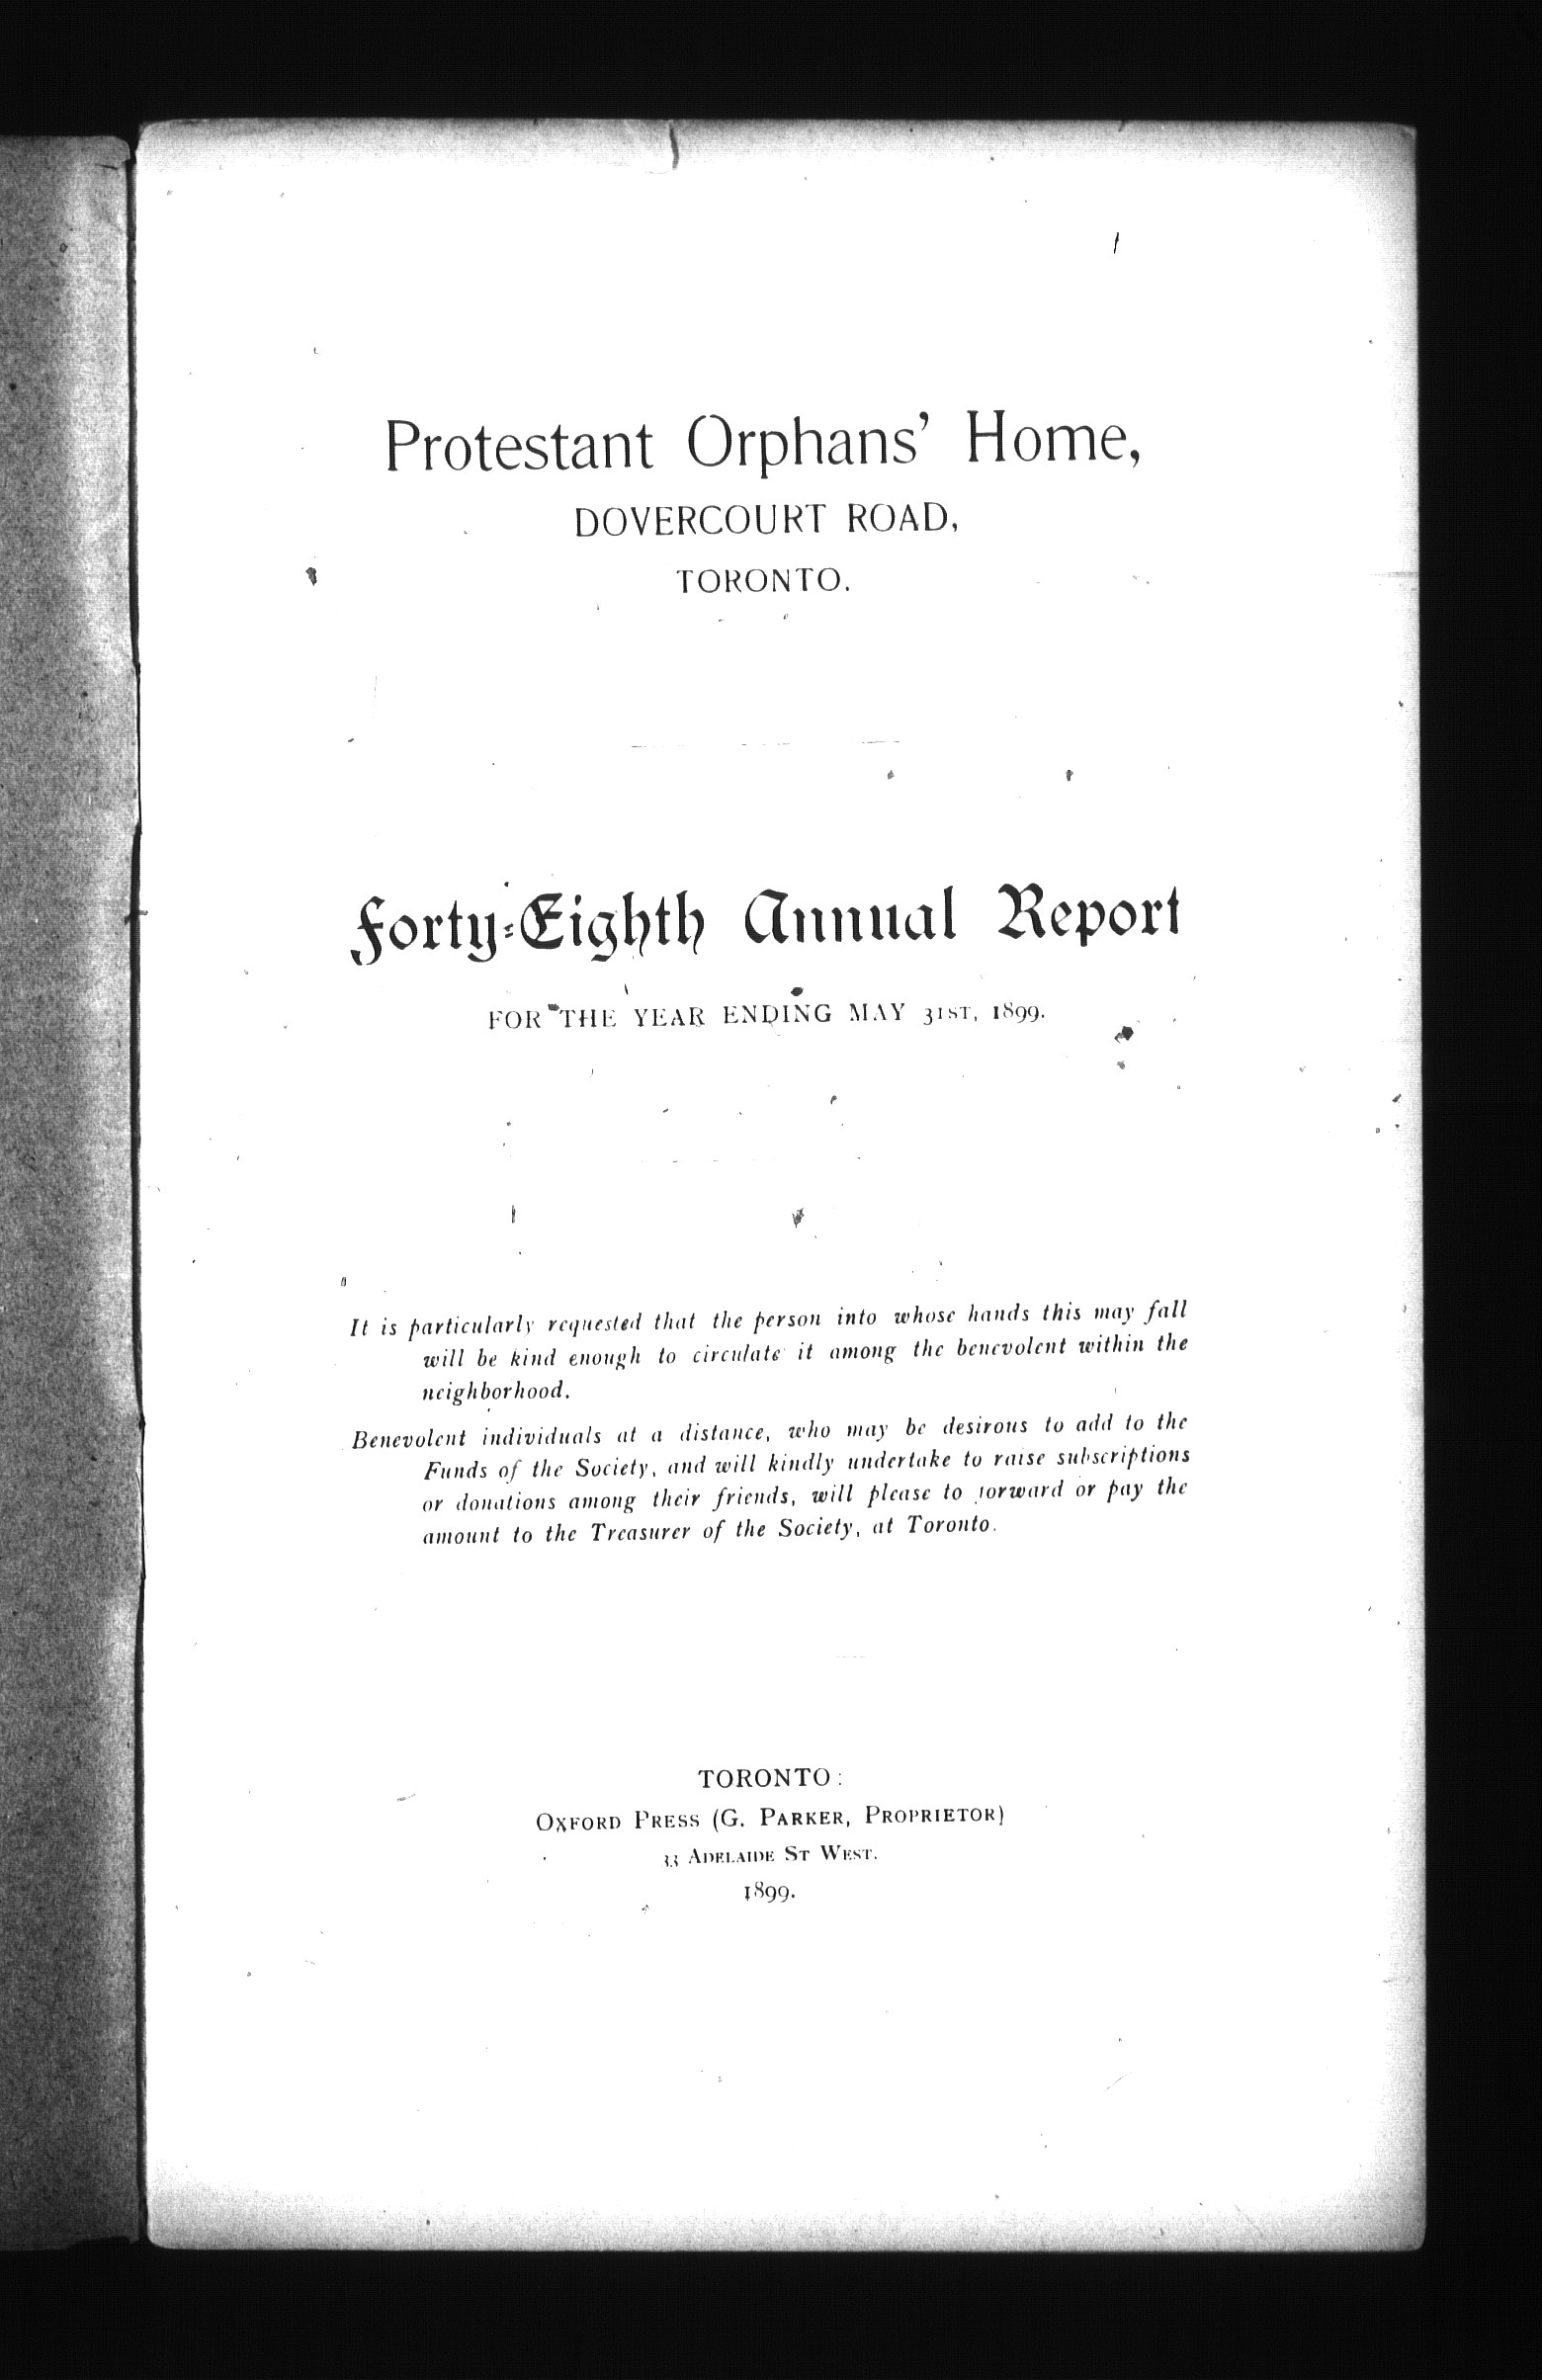 Protestant Orphans' Home,
DOVERCOURT ROAD,
TORONTO.
Forty-Eighth Annual Report
FOR THE YEAR ENDING MAY 31ST, 1899.
It is particularly requested that the person into whose hands this may fall
will be kind enough to circulate it among the benevolent within the
neighborhood.
Benevolent individuals at a distance, who may be desirous to add to the
Funds of the Society, and will kindly undertake to raise subscriptions
or donations among their friends, will please to forward or pay the
amount to the Treasurer of the Society, at Toronto.
TORONTO:
OXFORD PRESS (G. PARKER, PROPRIETOR)
33 ADELAIDE ST WEST.
1899.